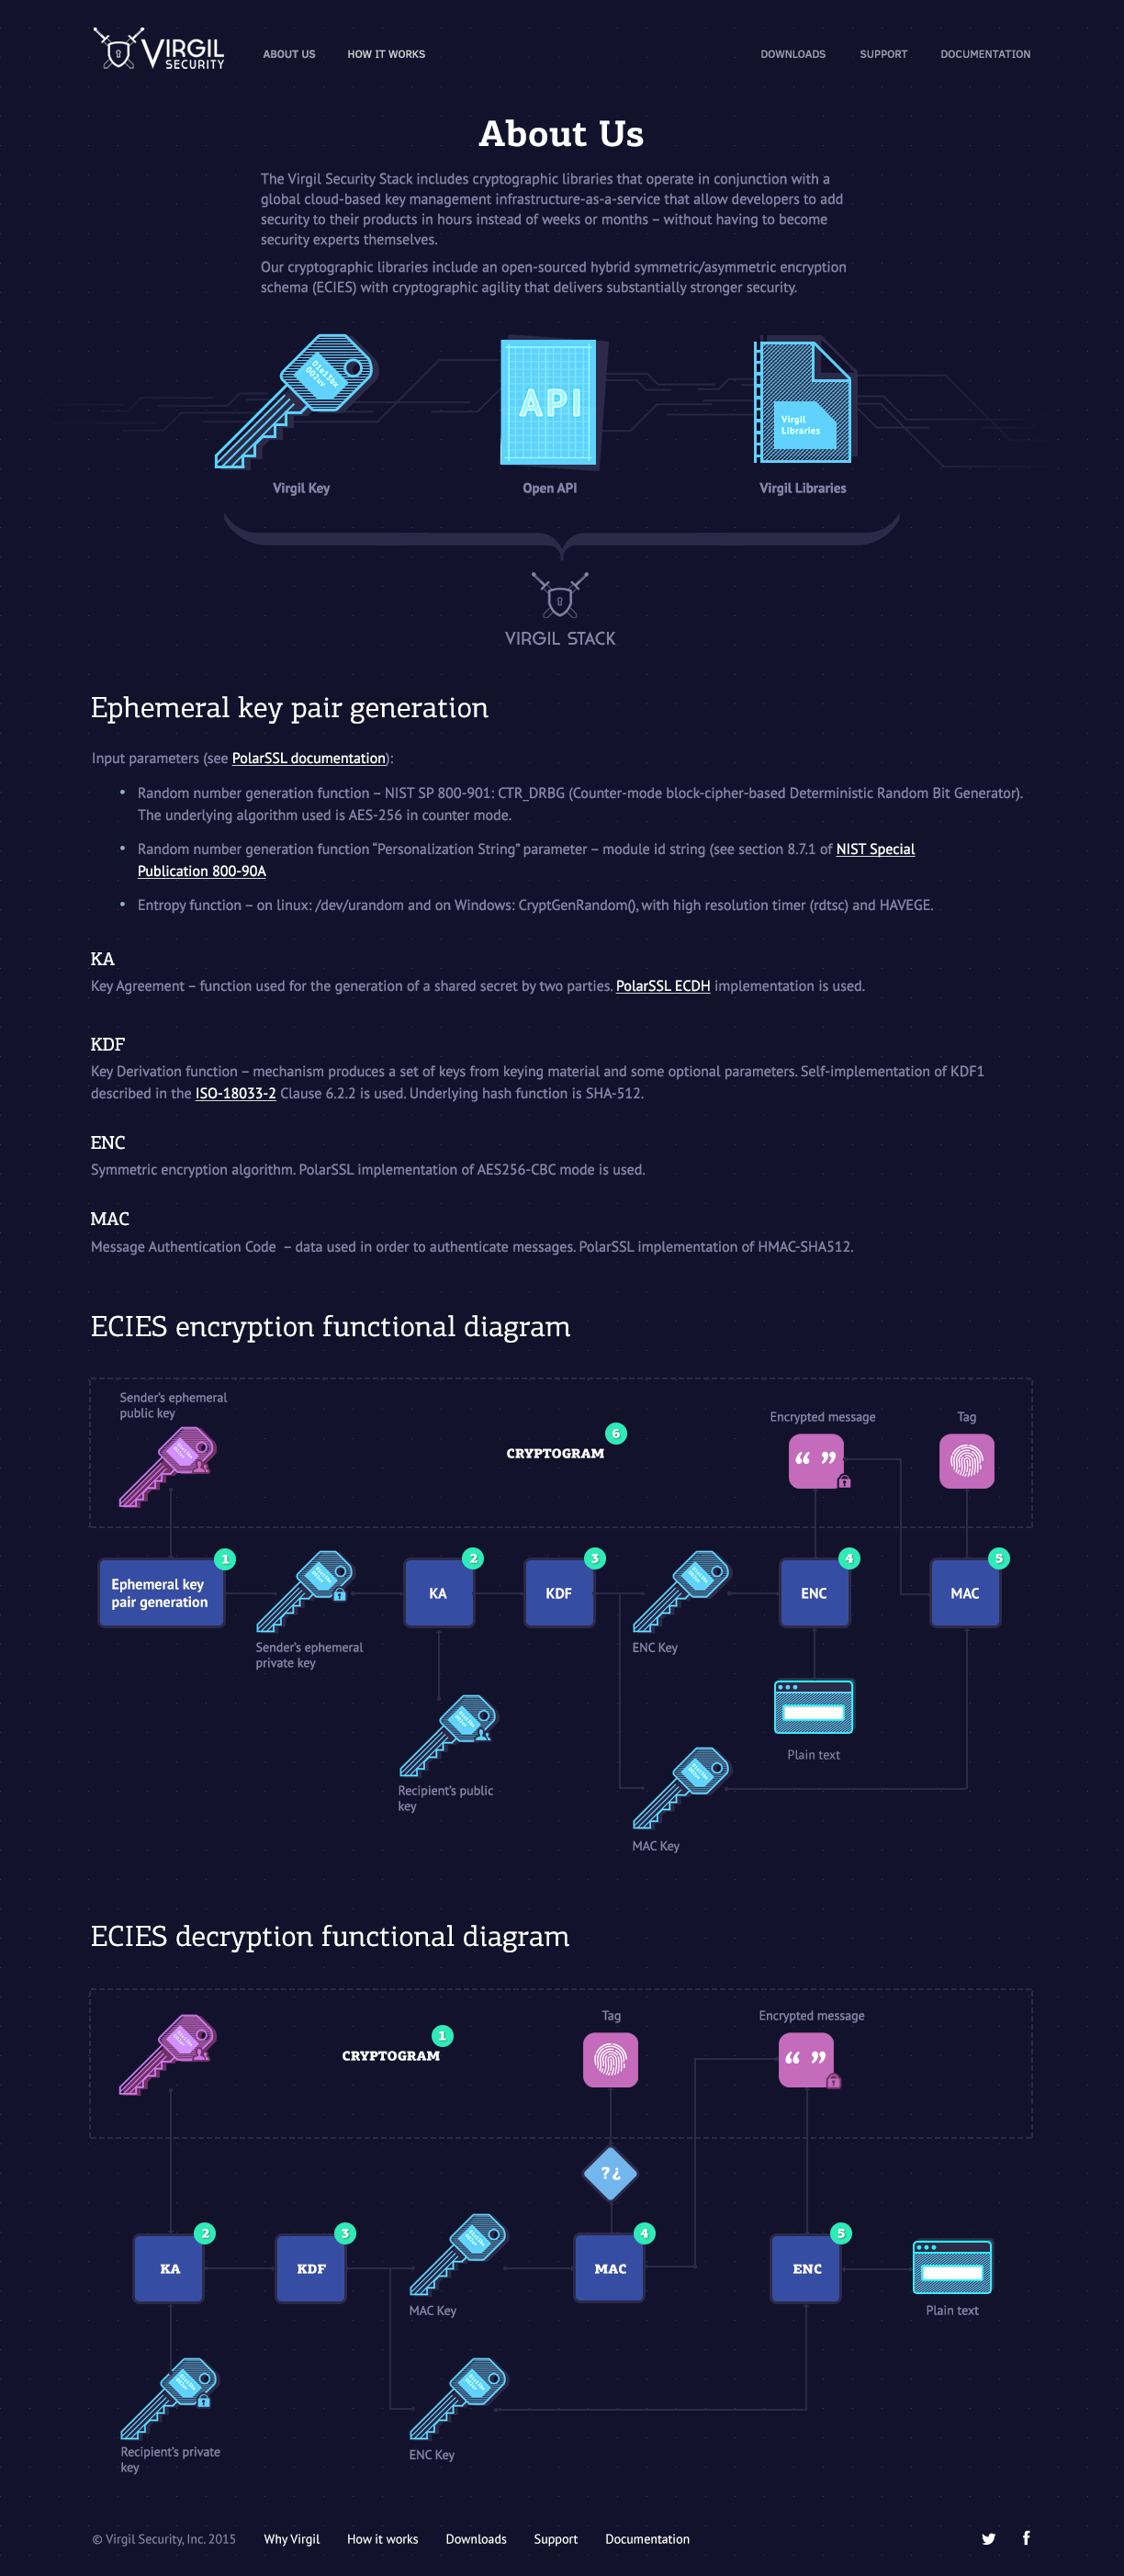 VIRGIL
SECURITY
ABOUT US
HOW IT WORKS
DOWNLOADS
SUPPORT
DOCUMENTATION
About Us
The Virgil Security Stack includes cryptographic libraries that operate in conjunction with a
global cloud-based key management infrastructure-as-a-service that allow developers to add
security to their products in hours instead of weeks or months – without having to become
security experts themselves.
Our cryptographic libraries include an open-sourced hybrid symmetric/asymmetric encryption
schema (ECIES) with cryptographic agility that delivers substantially stronger security.
API
Virgil
Libraries
Virgil Key
Open API
Virgil Libraries
VIRGIL STACK
Ephemeral key pair generation
Input parameters (see PolarSSL documentation):
• Random number generation function – NIST SP 800-901: CTR_DRBG (Counter-mode block-cipher-based Deterministic Random Bit Generator).
The underlying algorithm used is AES-256 in counter mode.
• Random number generation function “Personalization String” parameter – module id string (see section 8.7.1 of NIST Special
Publication 800-90A
• Entropy function – on linux: /dev/urandom and on Windows: CryptGenRandom(), with high resolution timer (rdtsc) and HAVEGE.
KA
Key Agreement – function used for the generation of a shared secret by two parties. PolarSSL ECDH implementation is used.
KDF
Key Derivation function – mechanism produces a set of keys from keying material and some optional parameters. Self-implementation of KDF1
described in the ISO-18033-2 Clause 6.2.2 is used. Underlying hash function is SHA-512.
ENC
Symmetric encryption algorithm. PolarSSL implementation of AES256-CBC mode is used.
MAC
Message Authentication Code – data used in order to authenticate messages. PolarSSL implementation of HMAC-SHA512.
ECIES encryption functional diagram
Sender’s ephemeral
public key
CRYPTOGRAM
6
Encrypted message
“ ”
Tag
1
Ephemeral key
pair generation
Sender’s ephemeral
private key
2
KA
3
KDF
ENC Key
4
ENC
5
MAC
Recipient’s public
key
Plain text
MAC Key
ECIES decryption functional diagram
CRYPTOGRAM
1
Tag
Encrypted message
“ ”
?¿
2
KA
3
KDF
MAC Key
4
MAC
5
ENC
Plain text
Recipient’s private
key
ENC Key
© Virgil Security, Inc. 2015
Why Virgil
How it works
Downloads
Support
Documentation